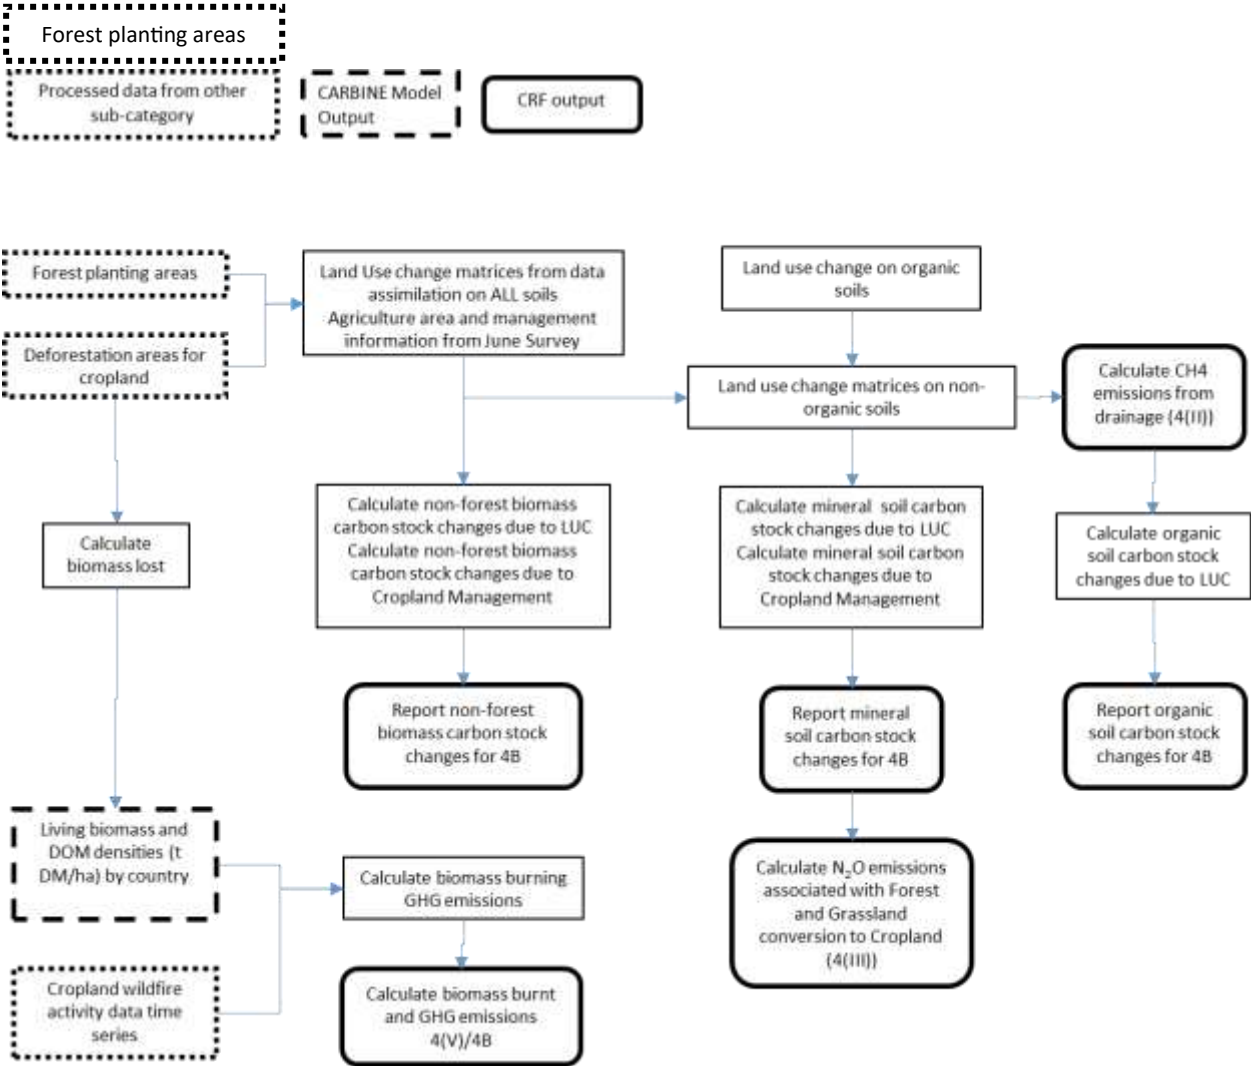 Forest planting areas
Processed data from other
sub-category
CARBINE Model
Output
CRF output
Forest planting areas
Deforestation areas for
cropland
Land Use change matrices from data
assimilation on ALL soils
Agriculture area and management
information from June Survey
Land use change on organic
soils
Land use change matrices on non-
organic soils
Calculate CH4
emissions from
drainage (4(II))
Calculate
biomass lost
Calculate non-forest biomass
carbon stock changes due to LUC
Calculate non-forest biomass
carbon stock changes due to
Cropland Management
Calculate mineral soil carbon
stock changes due to LUC
Calculate mineral soil carbon
stock changes due to
Cropland Management
Calculate organic
soil carbon stock
changes due to LUC
Report non-forest
biomass carbon stock
changes for 4B
Report mineral
soil carbon stock
changes for 4B
Report organic
soil carbon stock
changes for 4B
Living biomass and
DOM densities (t
DM/ha) by country
Calculate biomass burning
GHG emissions
Calculate N₂O emissions
associated with Forest
and Grassland
conversion to Cropland
(4(III))
Cropland wildfire
activity data time
series
Calculate biomass burnt
and GHG emissions
4(V)/4B